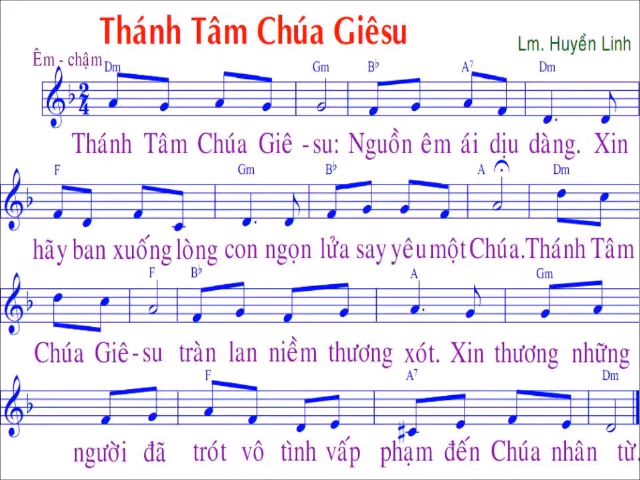 Thánh Tâm Chúa Giêsu
Lm. Huyền Linh
Êm - chậm
Dm Gm B♭ A7 Dm
2
4
Thánh Tâm Chúa Giê -su: Nguồn êm ái dịu dàng. Xin
F Gm B♭ A Dm
hãy ban xuống lòng con ngọn lửa say yêu một Chúa. Thánh Tâm
F B♭ A Gm
Chúa Giê-su tràn lan niềm thương xót. Xin thương những
F A7 Dm
người đã trót vô tình vấp phạm đến Chúa nhân từ.